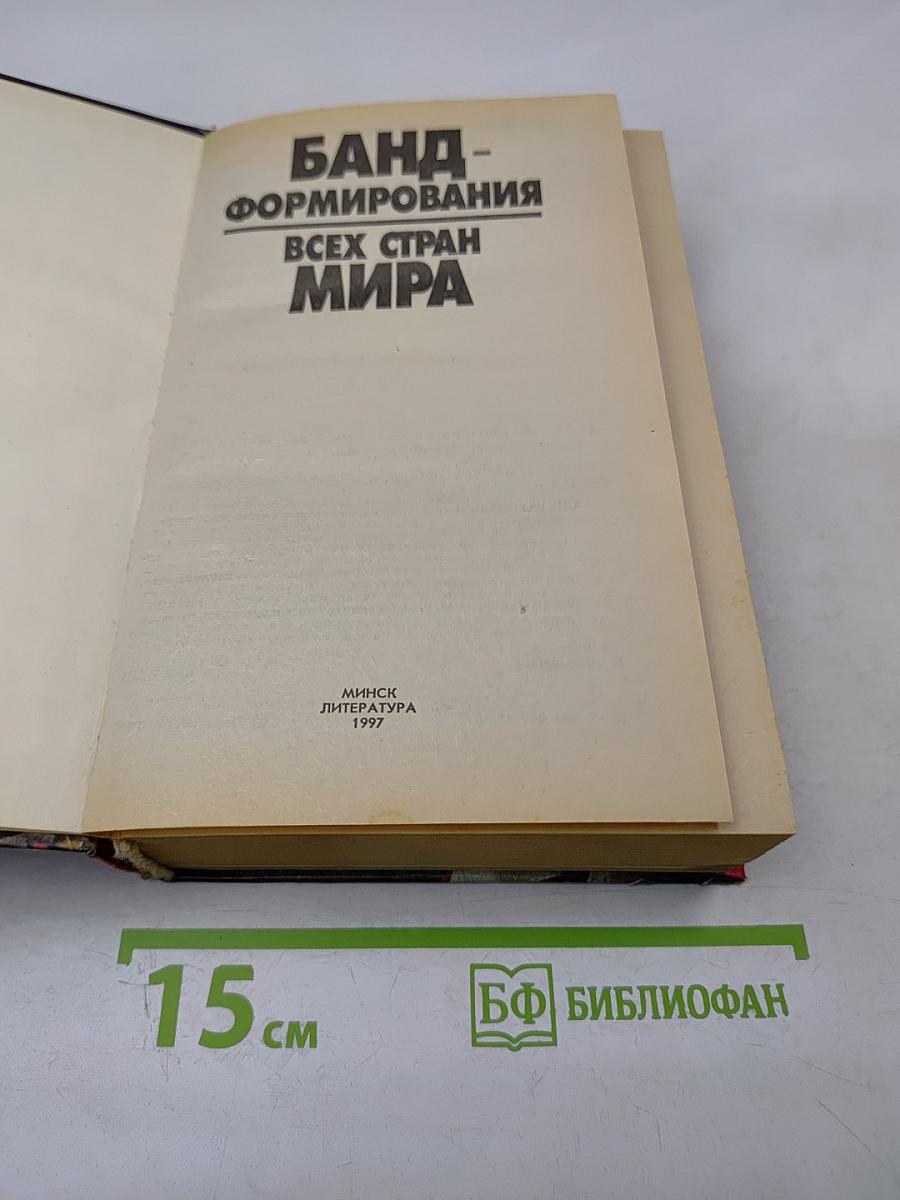 БАНД-
ФОРМИРОВАНИЯ
ВСЕХ СТРАН
МИРА
МИНСК
ЛИТЕРАТУРА
1997
15 см
БФ БИБЛИОФАН